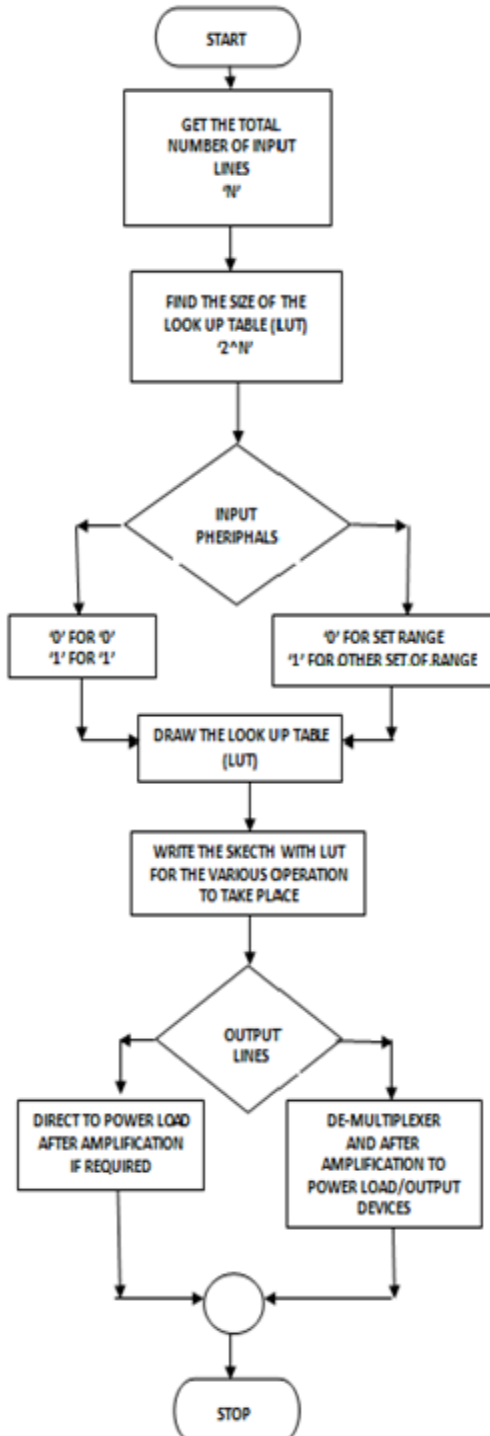 START
GET THE TOTAL
NUMBER OF INPUT
LINES
'N'
FIND THE SIZE OF THE
LOOK UP TABLE (LUT)
'2^N'
INPUT
PHERIPHALS
'0' FOR '0'
'1' FOR '1'
'0' FOR SET RANGE
'1' FOR OTHER SET.OF.RANGE
DRAW THE LOOK UP TABLE
(LUT)
WRITE THE SKECTH WITH LUT
FOR THE VARIOUS OPERATION
TO TAKE PLACE
OUTPUT
LINES
DIRECT TO POWER LOAD
AFTER AMPLIFICATION
IF REQUIRED
DE-MULTIPLEXER
AND AFTER
AMPLIFICATION TO
POWER LOAD/OUTPUT
DEVICES
STOP